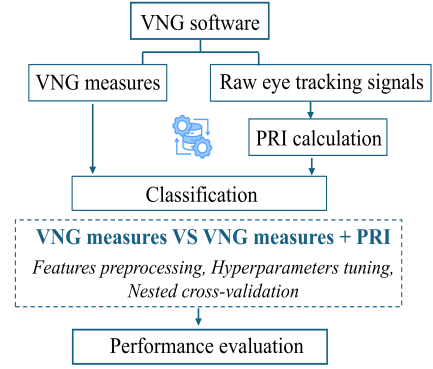 VNG software
VNG measures
Raw eye tracking signals
PRI calculation
Classification
VNG measures VS VNG measures + PRI
Features preprocessing, Hyperparameters tuning,
Nested cross-validation
Performance evaluation